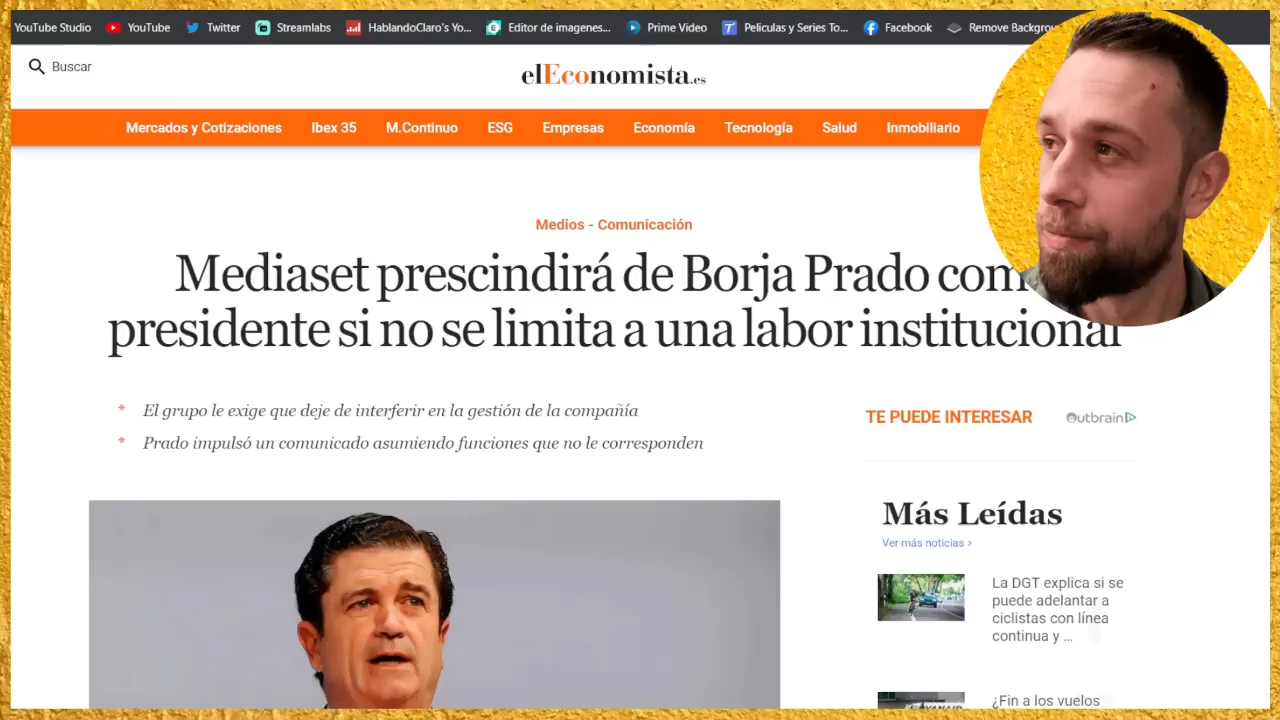 YouTube Studio YouTube Twitter Streamlabs HablandoClaro's Yo... Editor de imagenes... Prime Video Peliculas y Series To... Facebook Remove
Buscar
elEconomista.es
Mercados y Cotizaciones Ibex 35 M.Continuo ESG Empresas Economía Tecnología Salud Inmobiliario
Medios - Comunicación
Mediaset prescindirá de Borja Prado
presidente si no se limita a una labor institucional
* El grupo le exige que deje de interferir en la gestión de la compañía
* Prado impulsó un comunicado asumiendo funciones que no le corresponden
TE PUEDE INTERESAR
Outbrain
Más Leídas
Ver más noticias >
La DGT explica si se
puede adelantar a
ciclistas con línea
continua y ...
¿Fin a los vuelos